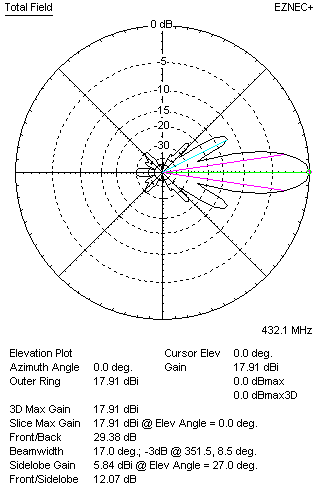 Total Field
EZNEC+
0 dB
-5
-10
-15
-20
-30
432.1 MHz
Elevation Plot
Cursor Elev 0.0 deg.
Azimuth Angle 0.0 deg.
Gain 17.91 dBi
Outer Ring 17.91 dBi
0.0 dBmax
0.0 dBmax3D
3D Max Gain 17.91 dBi
Slice Max Gain 17.91 dBi @ Elev Angle = 0.0 deg.
Front/Back 29.38 dB
Beamwidth 17.0 deg.; -3dB @ 351.5, 8.5 deg.
Sidelobe Gain 5.84 dBi @ Elev Angle = 27.0 deg.
Front/Sidelobe 12.07 dB